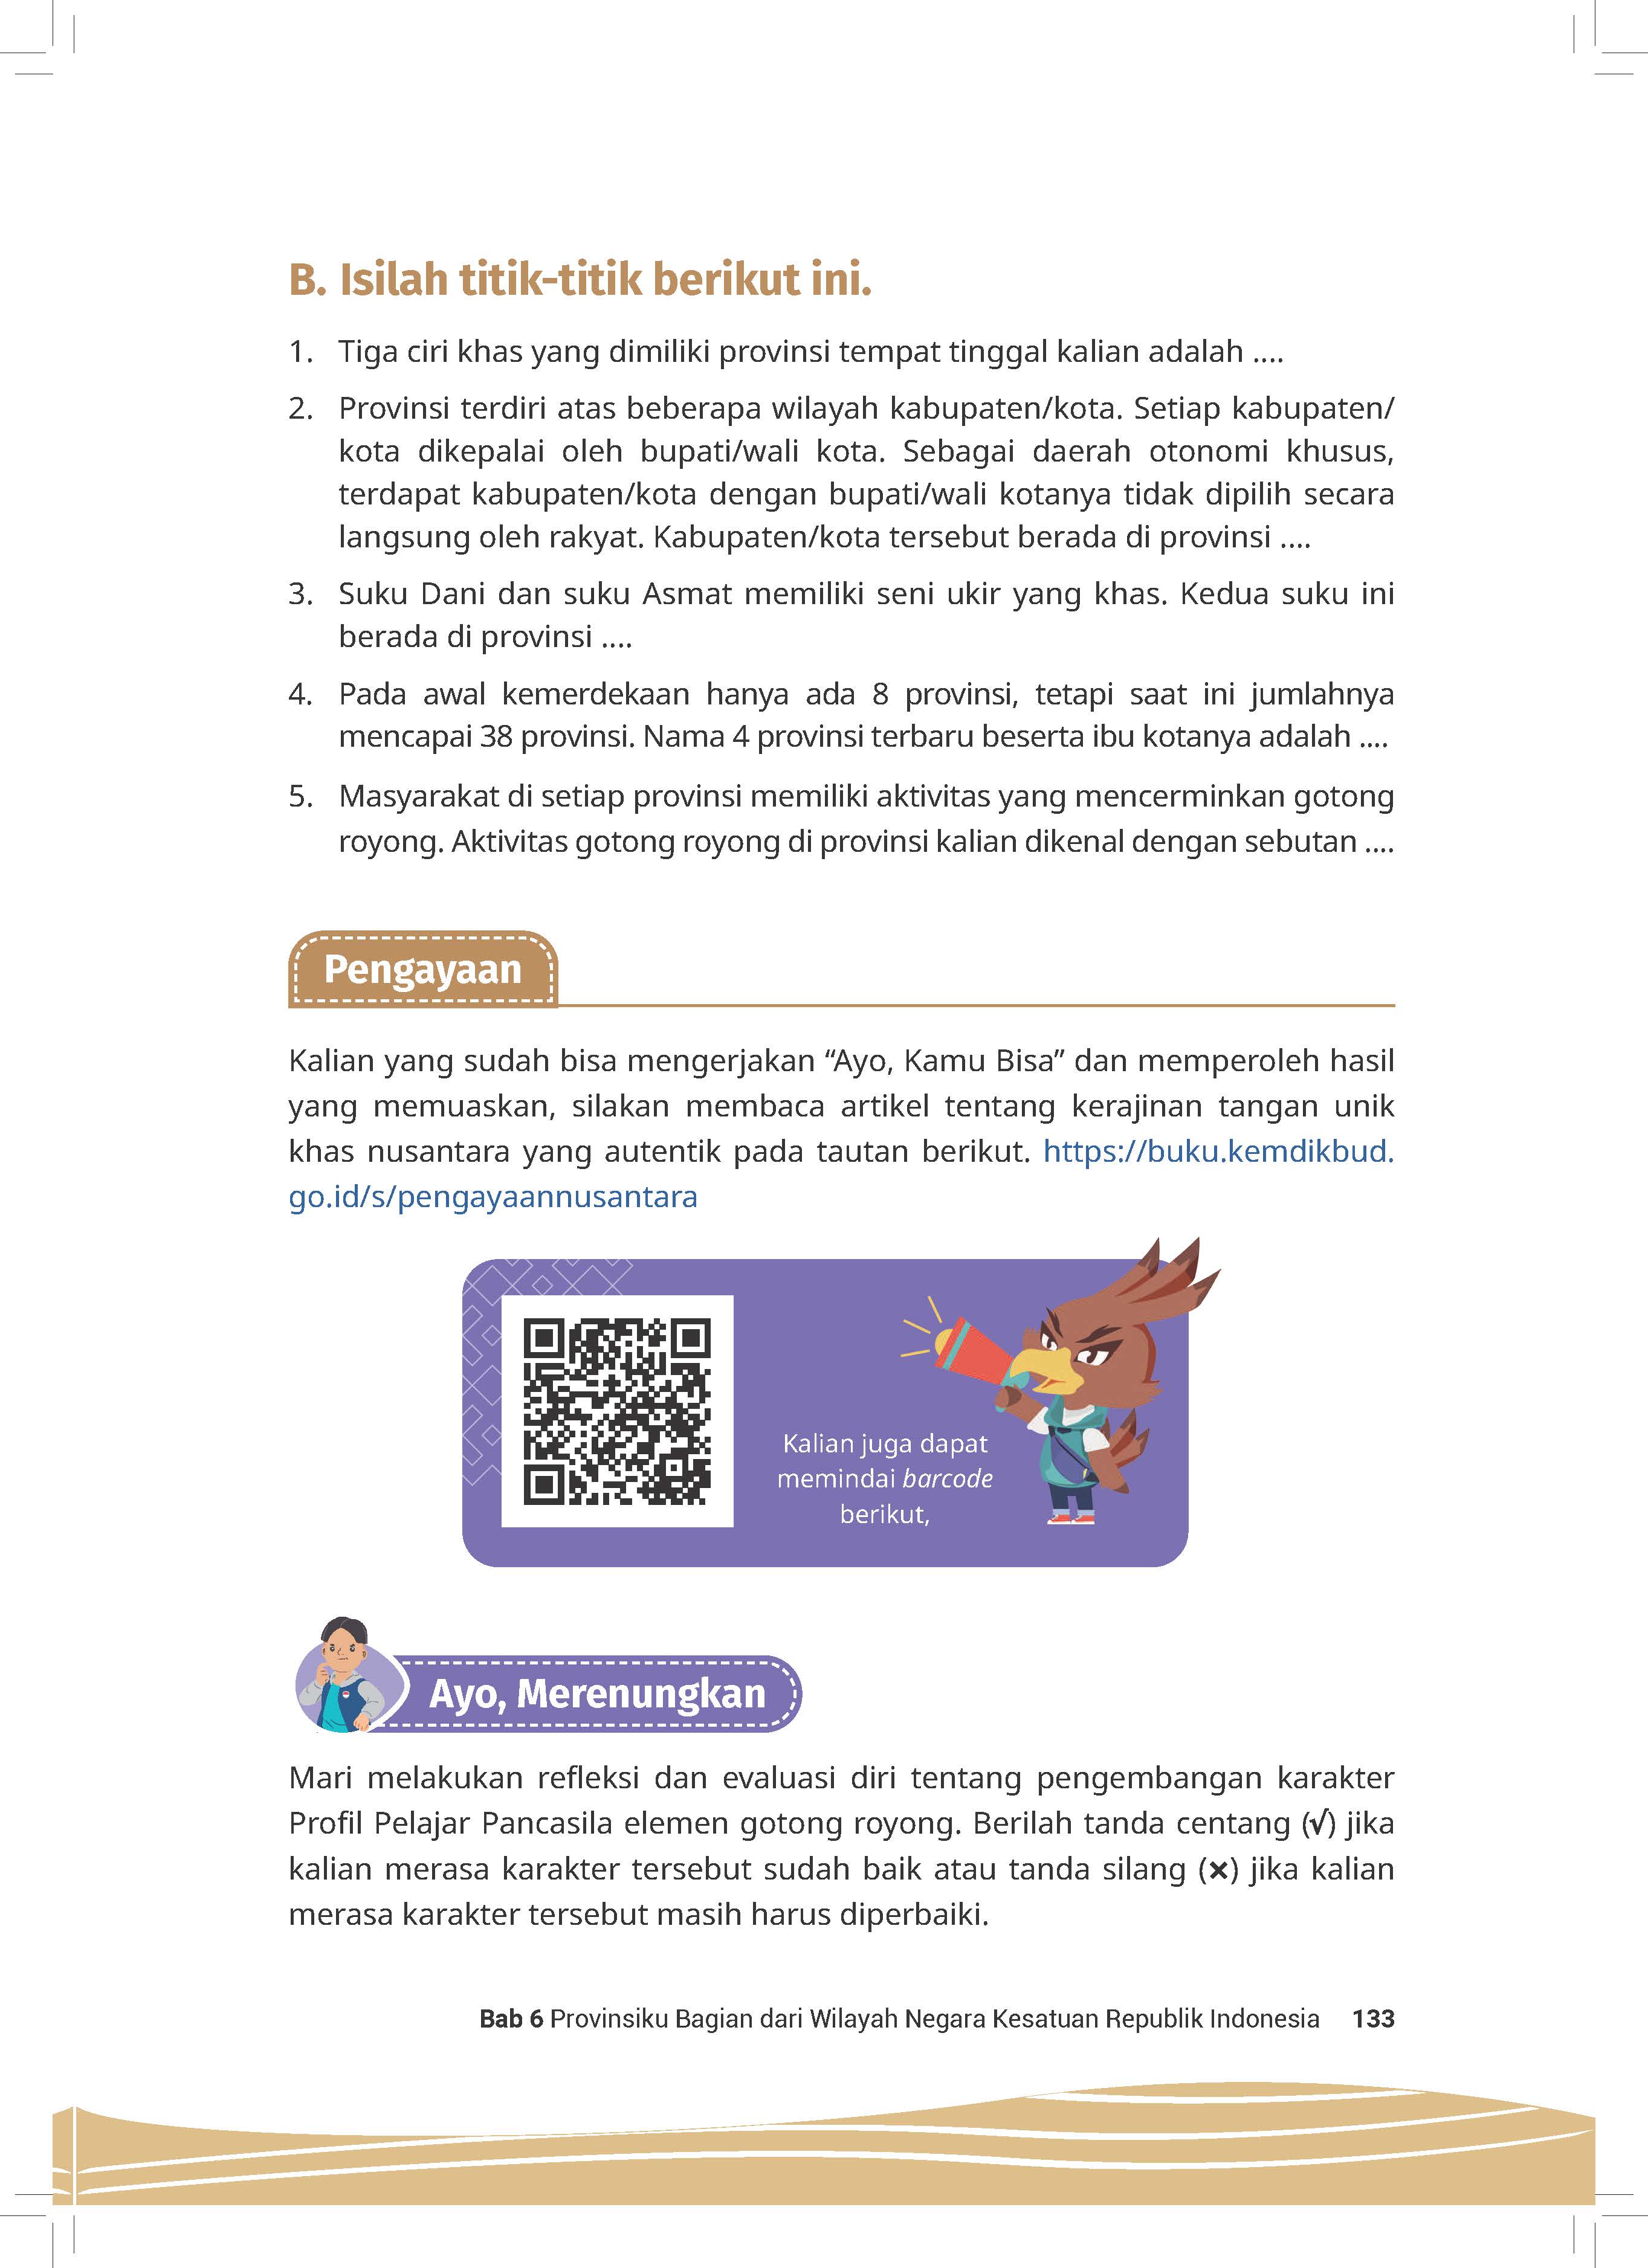 B. Isilah titik-titik berikut ini.
1. Tiga ciri khas yang dimiliki provinsi tempat tinggal kalian adalah ....
2. Provinsi terdiri atas beberapa wilayah kabupaten/kota. Setiap kabupaten/
kota dikepalai oleh bupati/wali kota. Sebagai daerah otonomi khusus,
terdapat kabupaten/kota dengan bupati/wali kotanya tidak dipilih secara
langsung oleh rakyat. Kabupaten/kota tersebut berada di provinsi ....
3. Suku Dani dan suku Asmat memiliki seni ukir yang khas. Kedua suku ini
berada di provinsi ....
4. Pada awal kemerdekaan hanya ada 8 provinsi, tetapi saat ini jumlahnya
mencapai 38 provinsi. Nama 4 provinsi terbaru beserta ibu kotanya adalah ....
5. Masyarakat di setiap provinsi memiliki aktivitas yang mencerminkan gotong
royong. Aktivitas gotong royong di provinsi kalian dikenal dengan sebutan ....
Pengayaan
Kalian yang sudah bisa mengerjakan “Ayo, Kamu Bisa” dan memperoleh hasil
yang memuaskan, silakan membaca artikel tentang kerajinan tangan unik
khas nusantara yang autentik pada tautan berikut. https://buku.kemdikbud.
go.id/s/pengayaannusantara
Kalian juga dapat
memindai barcode
berikut,
Ayo, Merenungkan
Mari melakukan refleksi dan evaluasi diri tentang pengembangan karakter
Profil Pelajar Pancasila elemen gotong royong. Berilah tanda centang (√) jika
kalian merasa karakter tersebut sudah baik atau tanda silang (×) jika kalian
merasa karakter tersebut masih harus diperbaiki.
Bab 6 Provinsiku Bagian dari Wilayah Negara Kesatuan Republik Indonesia 133